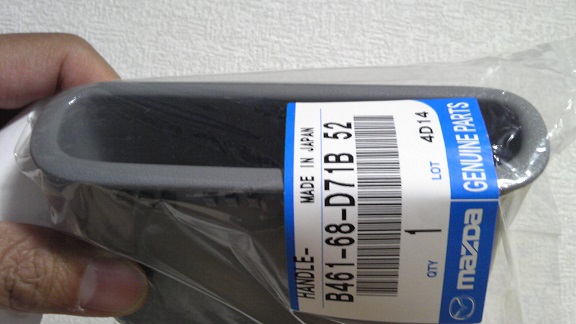 HANDLE-
MADE IN JAPAN
B461-68-D71B 52
QTY 1
LOT 4D14
mazda GENUINE PARTS